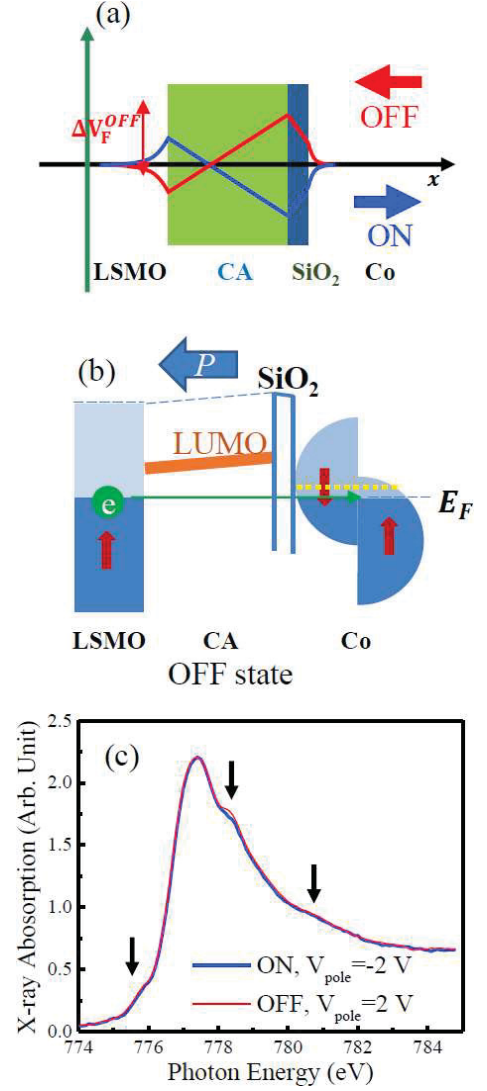 (a)
ΔV_F^OFF
OFF
x
ON
LSMO CA SiO₂ Co
(b)
P
SiO₂
LUMO
e
E_F
LSMO CA Co
OFF state
(c)
X-ray Abosorption (Arb. Unit)
2.5
2.0
1.5
1.0
0.5
0.0
ON, V_pole=-2 V
OFF, V_pole=2 V
774 776 778 780 782 784
Photon Energy (eV)